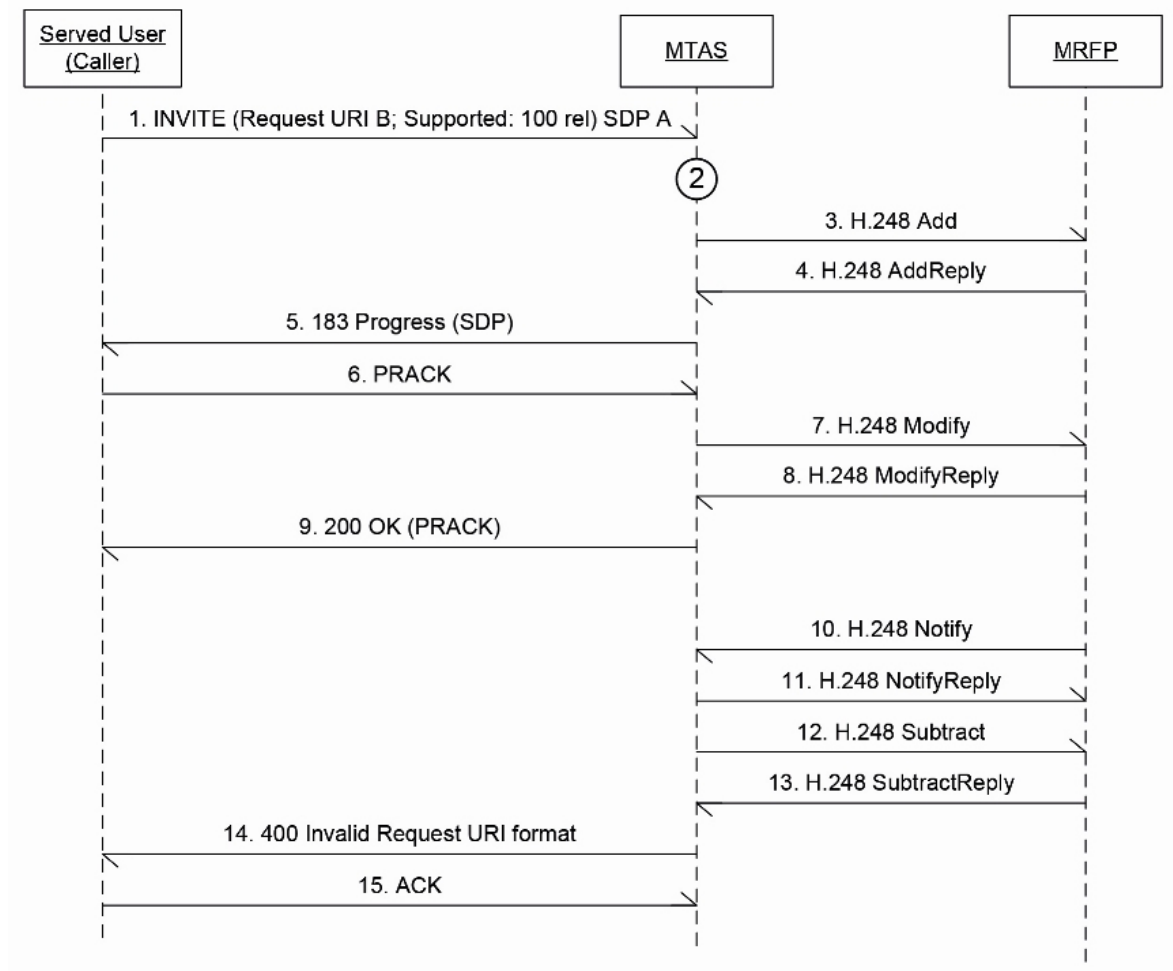 Served User
(Caller)
MTAS
MRFP
1. INVITE (Request URI B; Supported: 100 rel) SDP A
2
3. H.248 Add
4. H.248 AddReply
5. 183 Progress (SDP)
6. PRACK
7. H.248 Modify
8. H.248 ModifyReply
9. 200 OK (PRACK)
10. H.248 Notify
11. H.248 NotifyReply
12. H.248 Subtract
13. H.248 SubtractReply
14. 400 Invalid Request URI format
15. ACK